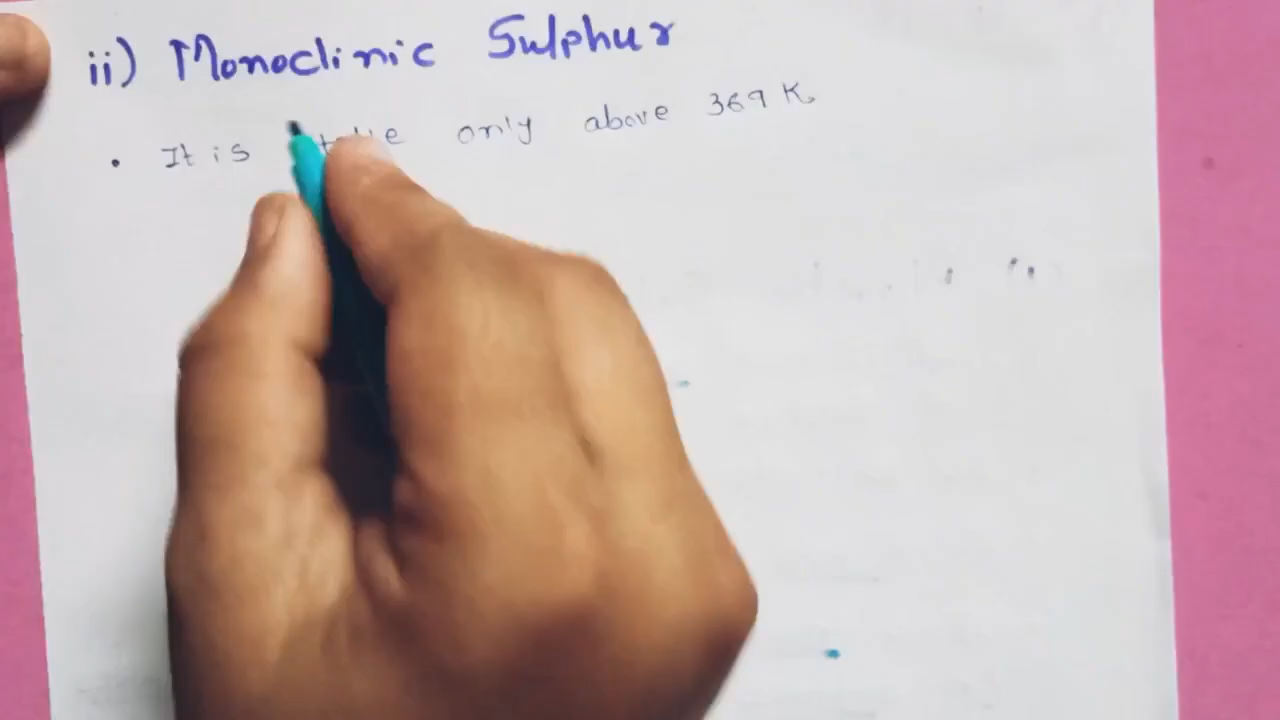 ii) Monoclinic Sulphur
• It is only above 369 K